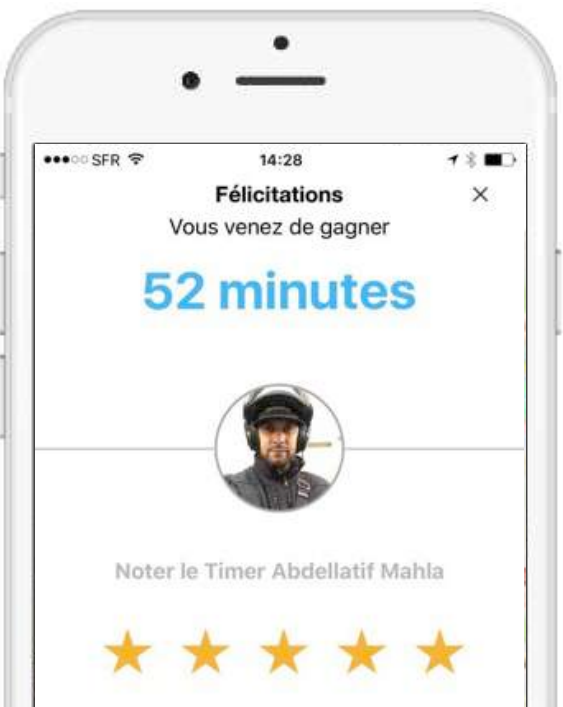 SFR 14:28
Félicitations
Vous venez de gagner
52 minutes
Noter le Timer Abdellatif Mahla